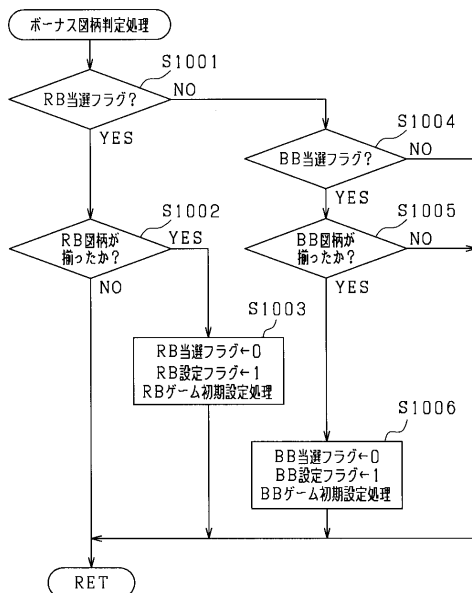 ボーナス図柄判定処理
S1001
RB当選フラグ?
NO
YES
S1004
BB当選フラグ?
NO
YES
S1002
RB図柄が
揃ったか?
YES
NO
S1005
BB図柄が
揃ったか?
NO
YES
S1003
RB当選フラグ←0
RB設定フラグ←1
RBゲーム初期設定処理
S1006
BB当選フラグ←0
BB設定フラグ←1
BBゲーム初期設定処理
RET